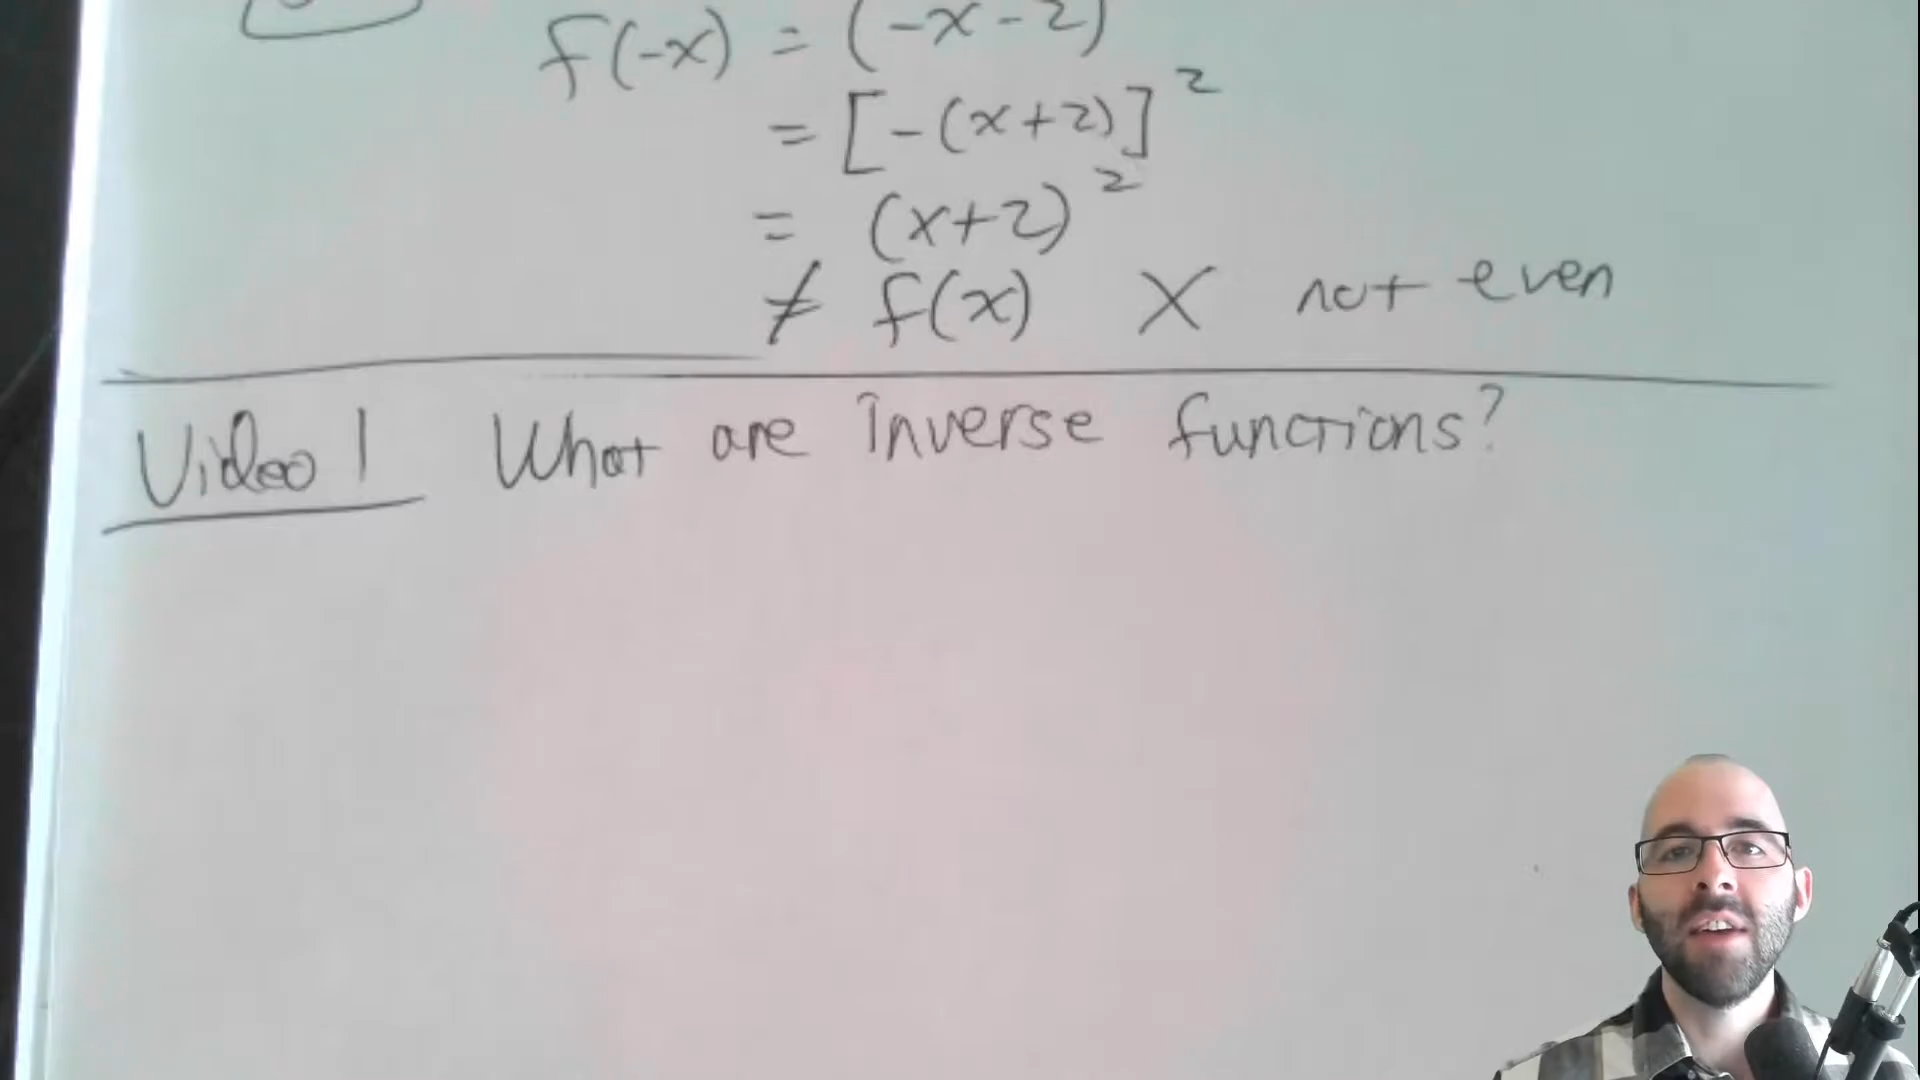 f(-x) = (-x-2)
= [-(x+2)]²
= (x+2)²
≠ f(x) X not even
Video 1 What are inverse functions?